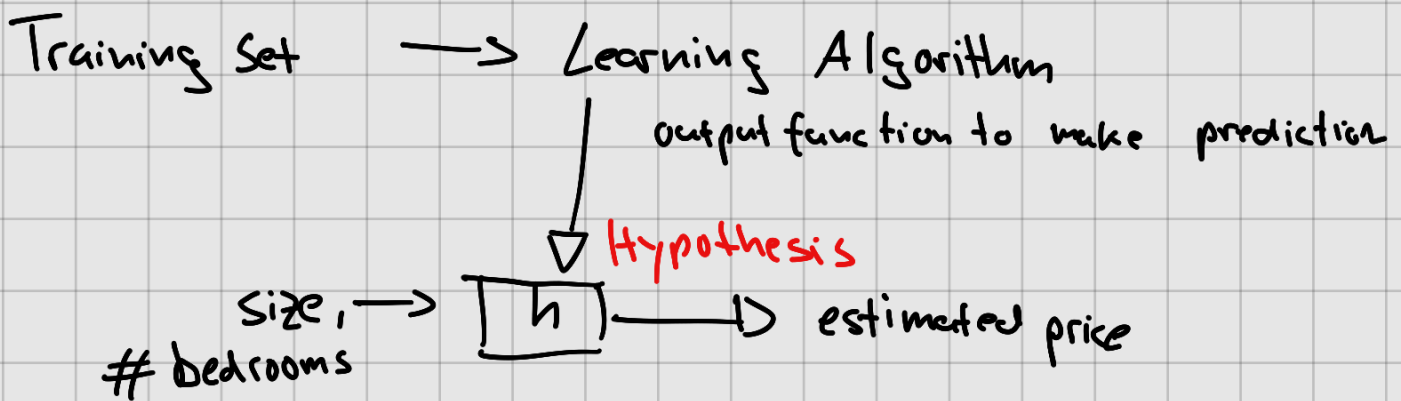 Training Set → Learning Algorithm
output function to make prediction
Hypothesis
size, → h → estimated price
# bedrooms